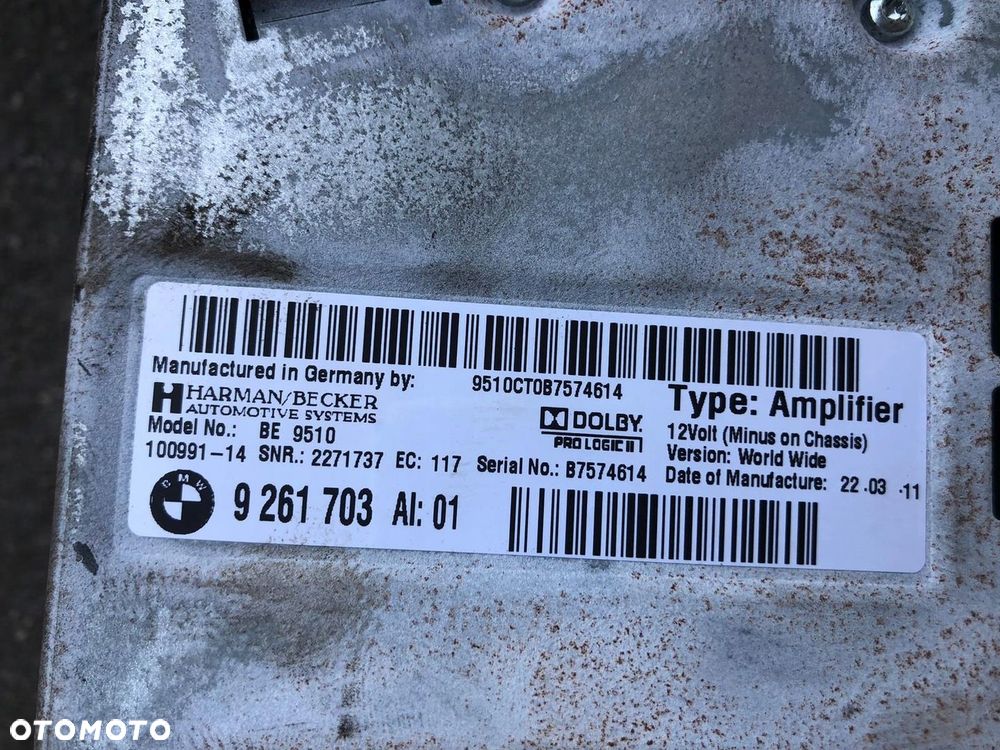 Manufactured in Germany by:
9510CT0B7574614
HARMAN/BECKER
AUTOMOTIVE SYSTEMS
DOLBY
PRO LOGIC II
Type: Amplifier
12Volt (Minus on Chassis)
Version: World Wide
Date of Manufacture: 22.03.11
Model No.: BE 9510
100991-14 SNR.: 2271737 EC: 117 Serial No.: B7574614
BMW
9 261 703 AI: 01
OTOMOTO